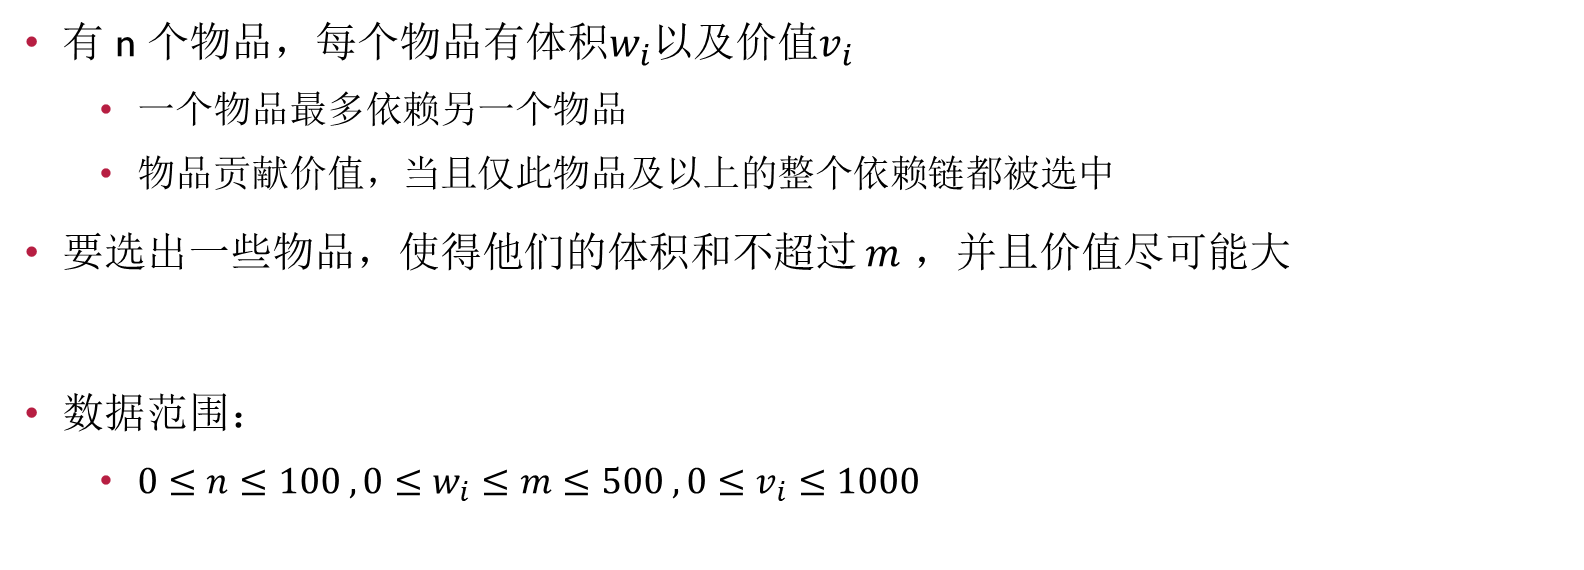 • 有 n 个物品，每个物品有体积wᵢ以及价值vᵢ
• 一个物品最多依赖另一个物品
• 物品贡献价值，当且仅此物品及以上的整个依赖链都被选中
• 要选出一些物品，使得他们的体积和不超过 m ，并且价值尽可能大
• 数据范围：
• 0 ≤ n ≤ 100 , 0 ≤ wᵢ ≤ m ≤ 500 , 0 ≤ vᵢ ≤ 1000